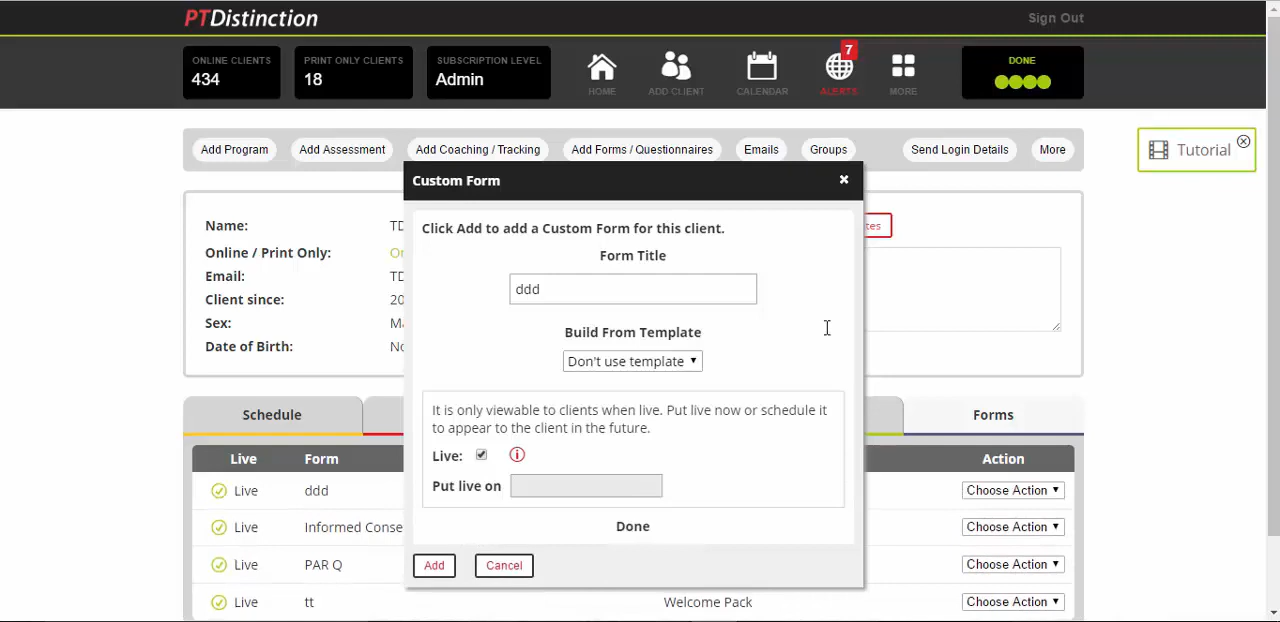 PTDistinction
Sign Out
ONLINE CLIENTS
434
PRINT ONLY CLIENTS
18
SUBSCRIPTION LEVEL
Admin
HOME
ADD CLIENT
CALENDAR
7
ALERTS
MORE
DONE
Add Program
Add Assessment
Add Coaching / Tracking
Add Forms / Questionnaires
Emails
Groups
Send Login Details
More
Tutorial
Custom Form
Click Add to add a Custom Form for this client.
Form Title
ddd
Build From Template
Don't use template
It is only viewable to clients when live. Put live now or schedule it
to appear to the client in the future.
Live:
Put live on
Done
Add
Cancel
Name:
TD
Online / Print Only:
Email:
TD
Client since:
20
Sex:
Date of Birth:
Schedule
Forms
Live
Form
Action
Live
ddd
Choose Action
Live
Informed Conse
Choose Action
Live
PAR Q
Choose Action
Live
tt
Welcome Pack
Choose Action